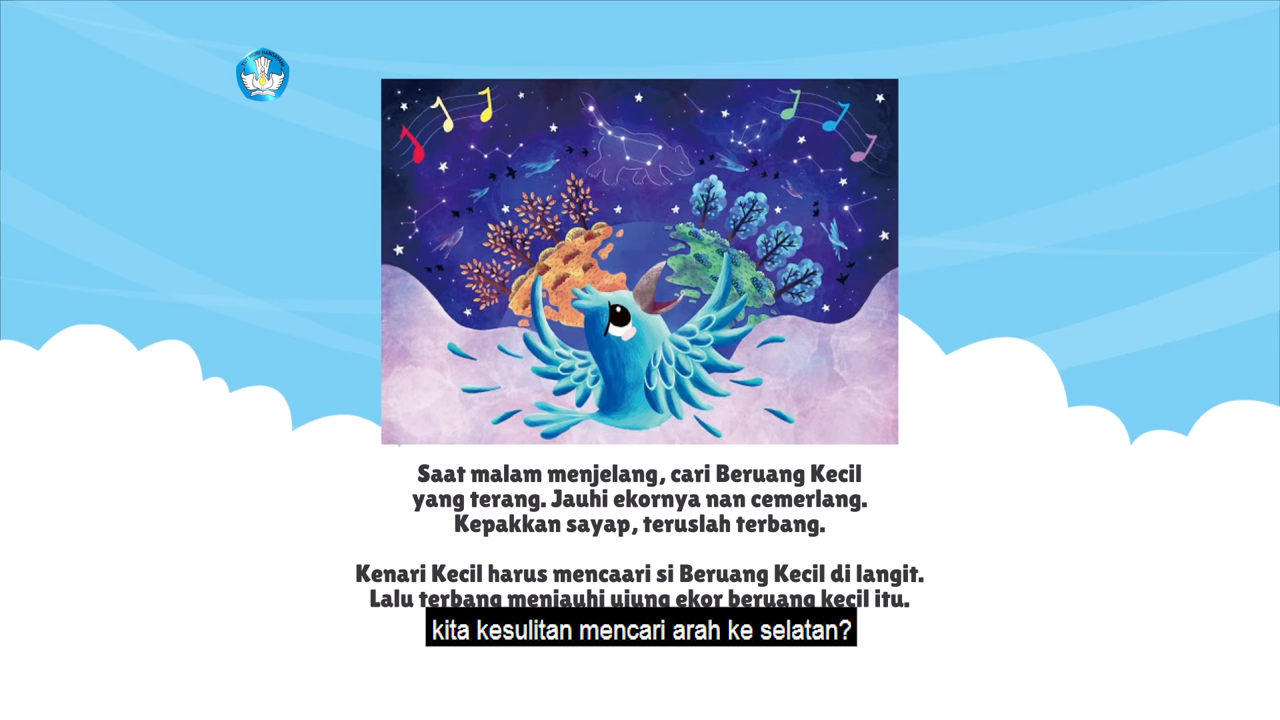 Saat malam menjelang, cari Beruang Kecil
yang terang. Jauhi ekornya nan cemerlang.
Kepakkan sayap, teruslah terbang.
Kenari Kecil harus mencaari si Beruang Kecil di langit.
Lalu terbang menjauhi ujung ekor beruang kecil itu.
kita kesulitan mencari arah ke selatan?